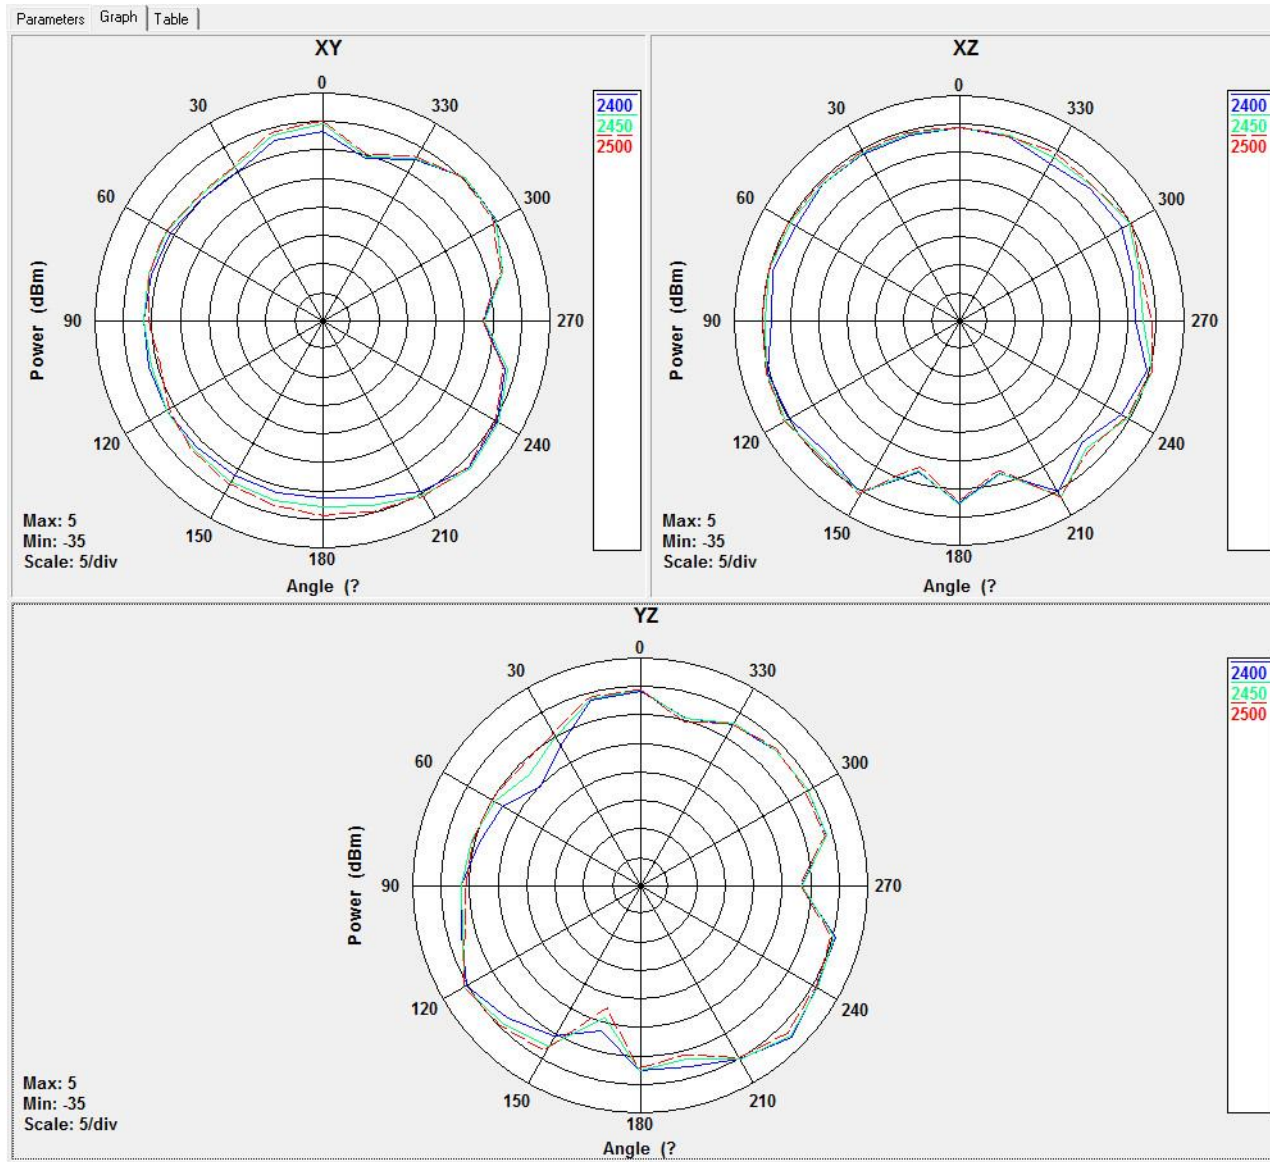 Parameters Graph Table
XY
0
30
330
60
300
90
270
120
240
150
210
180
Power (dBm)
Angle (?
Max: 5
Min: -35
Scale: 5/div
2400
2450
2500
XZ
0
30
330
60
300
90
270
120
240
150
210
180
Power (dBm)
Angle (?
Max: 5
Min: -35
Scale: 5/div
2400
2450
2500
YZ
0
30
330
60
300
90
270
120
240
150
210
180
Power (dBm)
Angle (?
Max: 5
Min: -35
Scale: 5/div
2400
2450
2500